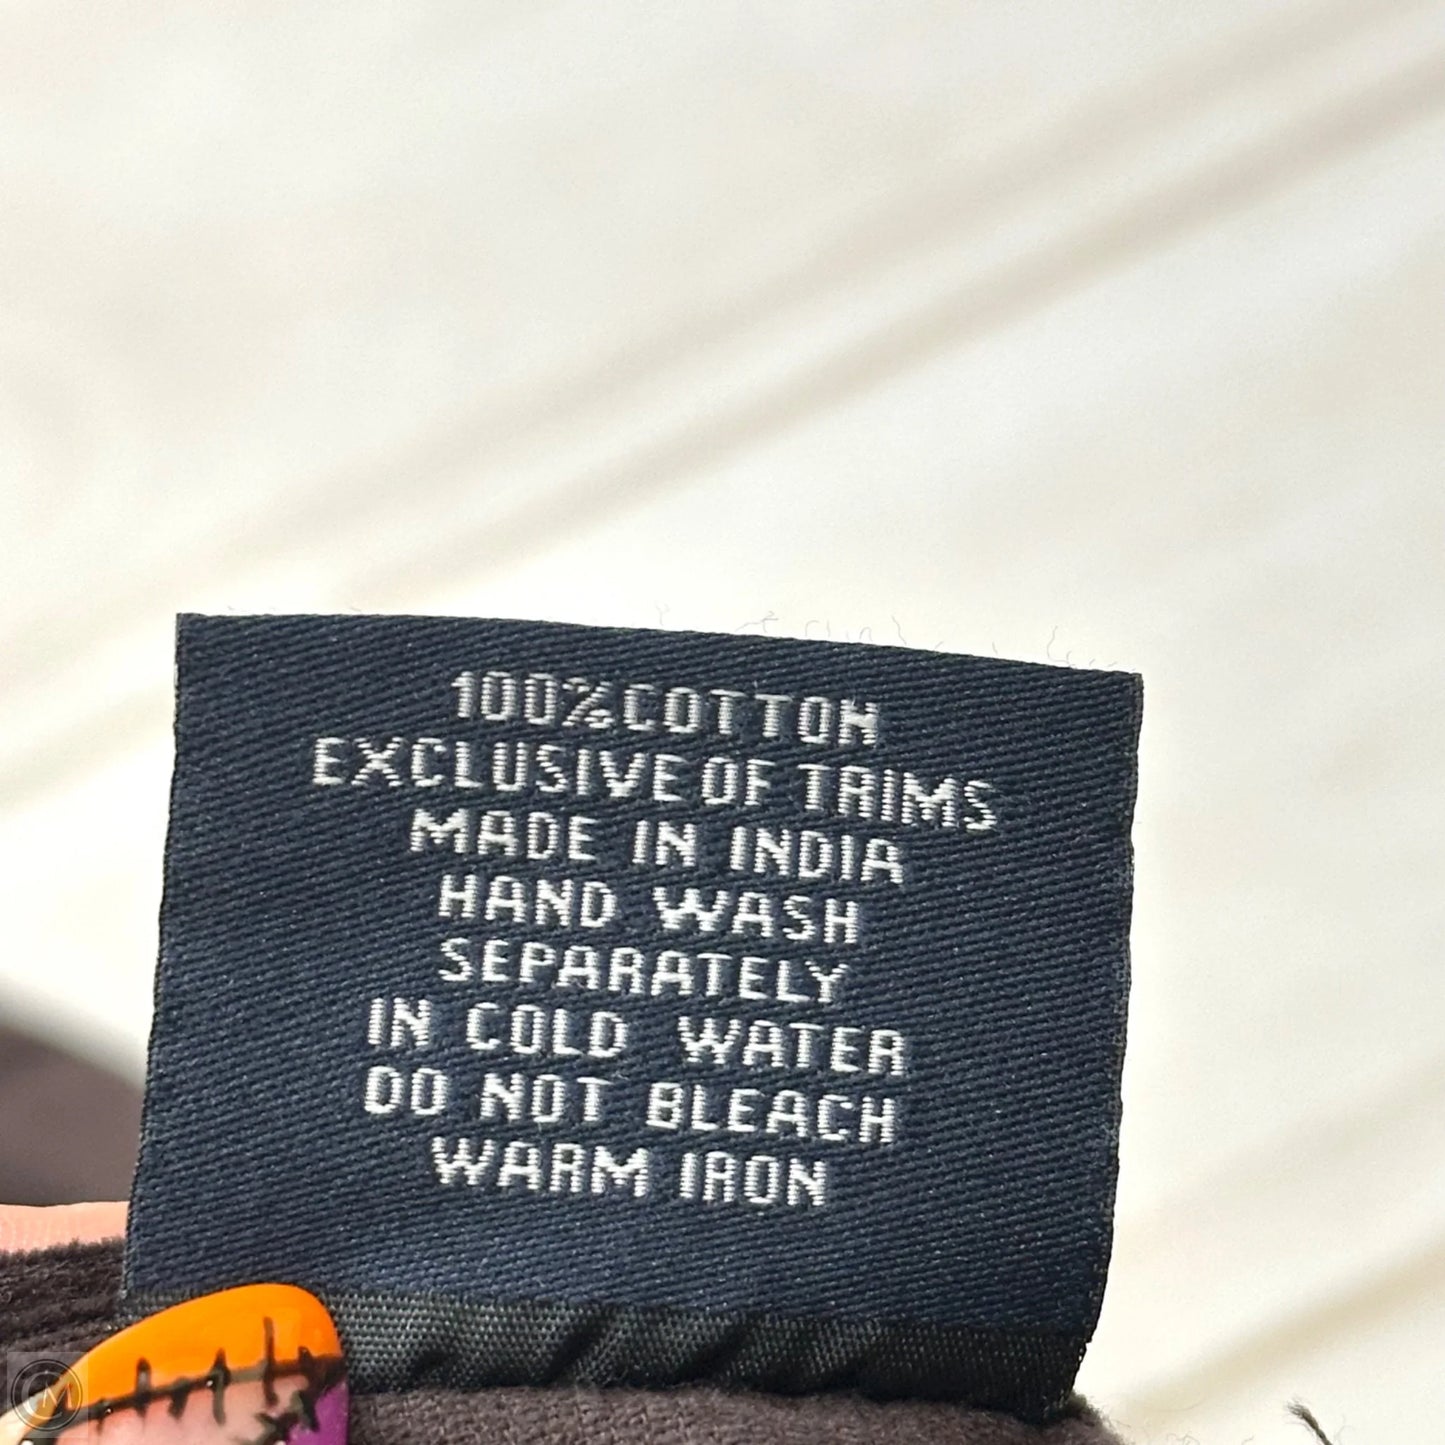 100%COTTON
EXCLUSIVE OF TRIMS
MADE IN INDIA
HAND WASH
SEPARATELY
IN COLD WATER
DO NOT BLEACH
WARM IRON